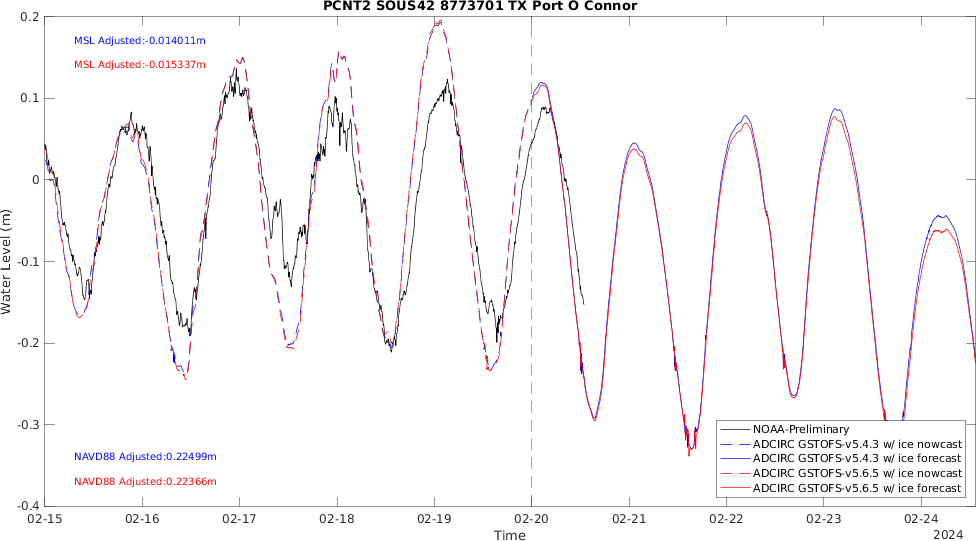 PCNT2 SOUS42 8773701 TX Port O Connor
MSL Adjusted:-0.014011m
MSL Adjusted:-0.015337m
NAVD88 Adjusted:0.22499m
NAVD88 Adjusted:0.22366m
Water Level (m)
0.2
0.1
0
-0.1
-0.2
-0.3
-0.4
NOAA-Preliminary
ADCIRC GSTOFS-v5.4.3 w/ ice nowcast
ADCIRC GSTOFS-v5.4.3 w/ ice forecast
ADCIRC GSTOFS-v5.6.5 w/ ice nowcast
ADCIRC GSTOFS-v5.6.5 w/ ice forecast
02-15 02-16 02-17 02-18 02-19 02-20 02-21 02-22 02-23 02-24
Time
2024